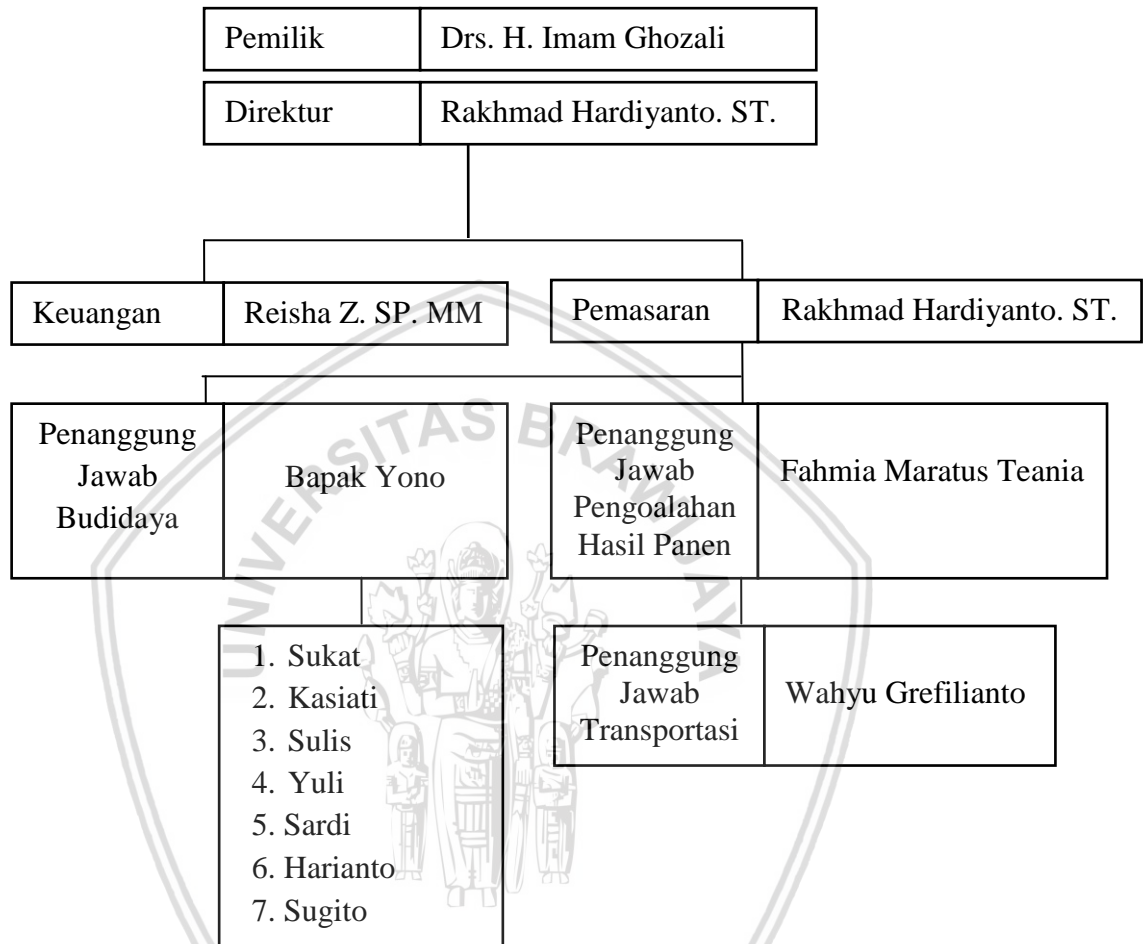 Pemilik Drs. H. Imam Ghozali
Direktur Rakhmad Hardiyanto. ST.
Keuangan Reisha Z. SP. MM
Pemasaran Rakhmad Hardiyanto. ST.
Penanggung
Jawab
Budidaya
Bapak Yono
Penanggung
Jawab
Pengoalahan
Hasil Panen
Fahmia Maratus Teania
1. Sukat
2. Kasiati
3. Sulis
4. Yuli
5. Sardi
6. Harianto
7. Sugito
Penanggung
Jawab
Transportasi
Wahyu Grefilianto
UNIVERSITAS BRAWIJAYA